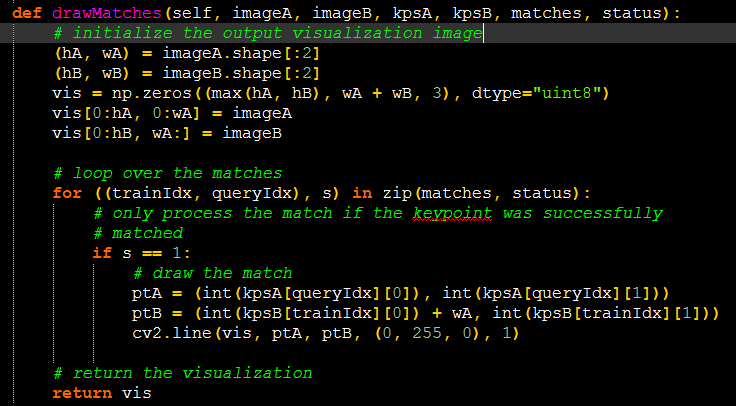 def drawMatches(self, imageA, imageB, kpsA, kpsB, matches, status):
    # initialize the output visualization image
    (hA, wA) = imageA.shape[:2]
    (hB, wB) = imageB.shape[:2]
    vis = np.zeros((max(hA, hB), wA + wB, 3), dtype="uint8")
    vis[0:hA, 0:wA] = imageA
    vis[0:hB, wA:] = imageB

    # loop over the matches
    for ((trainIdx, queryIdx), s) in zip(matches, status):
        # only process the match if the keypoint was successfully
        # matched
        if s == 1:
            # draw the match
            ptA = (int(kpsA[queryIdx][0]), int(kpsA[queryIdx][1]))
            ptB = (int(kpsB[trainIdx][0]) + wA, int(kpsB[trainIdx][1]))
            cv2.line(vis, ptA, ptB, (0, 255, 0), 1)

    # return the visualization
    return vis